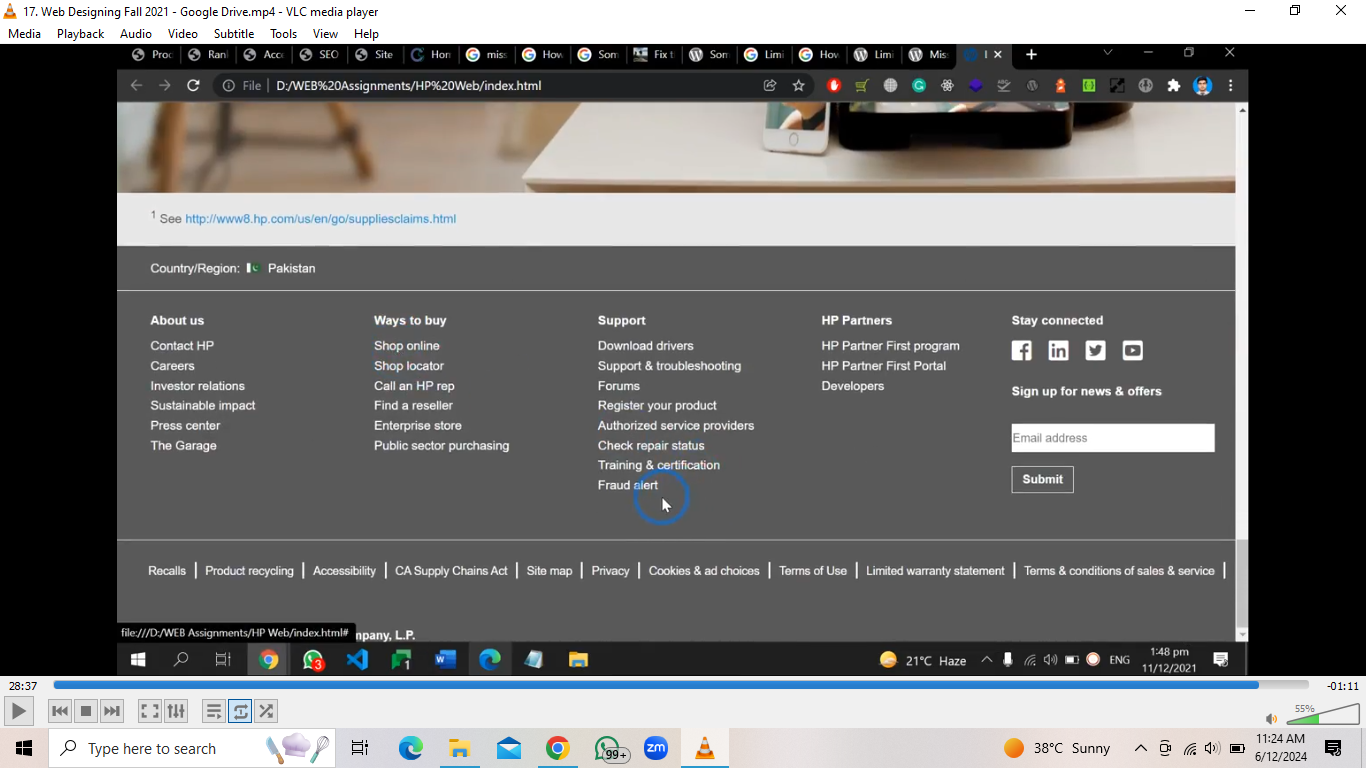 17. Web Designing Fall 2021 - Google Drive.mp4 - VLC media player
Media Playback Audio Video Subtitle Tools View Help
Proc Rank Acc SEO Site Hon miss How Som Fix t Som Limi How Limi Mis
File | D:/WEB%20Assignments/HP%20Web/index.html
1 See http://www8.hp.com/us/en/go/suppliesclaims.html
Country/Region: Pakistan
About us
Contact HP
Careers
Investor relations
Sustainable impact
Press center
The Garage
Ways to buy
Shop online
Shop locator
Call an HP rep
Find a reseller
Enterprise store
Public sector purchasing
Support
Download drivers
Support & troubleshooting
Forums
Register your product
Authorized service providers
Check repair status
Training & certification
Fraud alert
HP Partners
HP Partner First program
HP Partner First Portal
Developers
Stay connected
Sign up for news & offers
Email address
Submit
Recalls | Product recycling | Accessibility | CA Supply Chains Act | Site map | Privacy | Cookies & ad choices | Terms of Use | Limited warranty statement | Terms & conditions of sales & service |
file:///D:/WEB Assignments/HP Web/index.html# mpany, L.P.
3 1 21°C Haze ENG 1:48 pm
11/12/2021
28:37 -01:11
55%
Type here to search 99+ zm 38°C Sunny 11:24 AM
6/12/2024